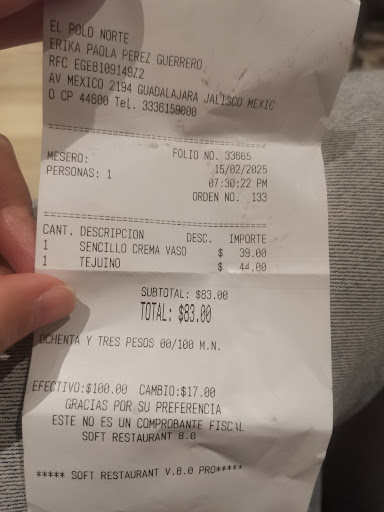 EL POLO NORTE
ERIKA PAOLA PEREZ GUERRERO
RFC EGEB109149Z2
AV MEXICO 2194 GUADALAJARA JALISCO MEXIC
O CP 44600 Tel. 3336159000
================================================
MESERO: FOLIO NO. 33665
PERSONAS: 1 15/02/2025
07:30:22 PM
ORDEN NO. 133
================================================
CANT. DESCRIPCION DESC. IMPORTE
1 SENCILLO CREMA VASO $ 39.00
1 TEJUINO $ 44.00
SUBTOTAL: $83.00
TOTAL: $83.00
OCHENTA Y TRES PESOS 00/100 M.N.
EFECTIVO:$100.00 CAMBIO:$17.00
GRACIAS POR SU PREFERENCIA
ESTE NO ES UN COMPROBANTE FISCAL
SOFT RESTAURANT 8.0
***** SOFT RESTAURANT V.8.0 PRO*****